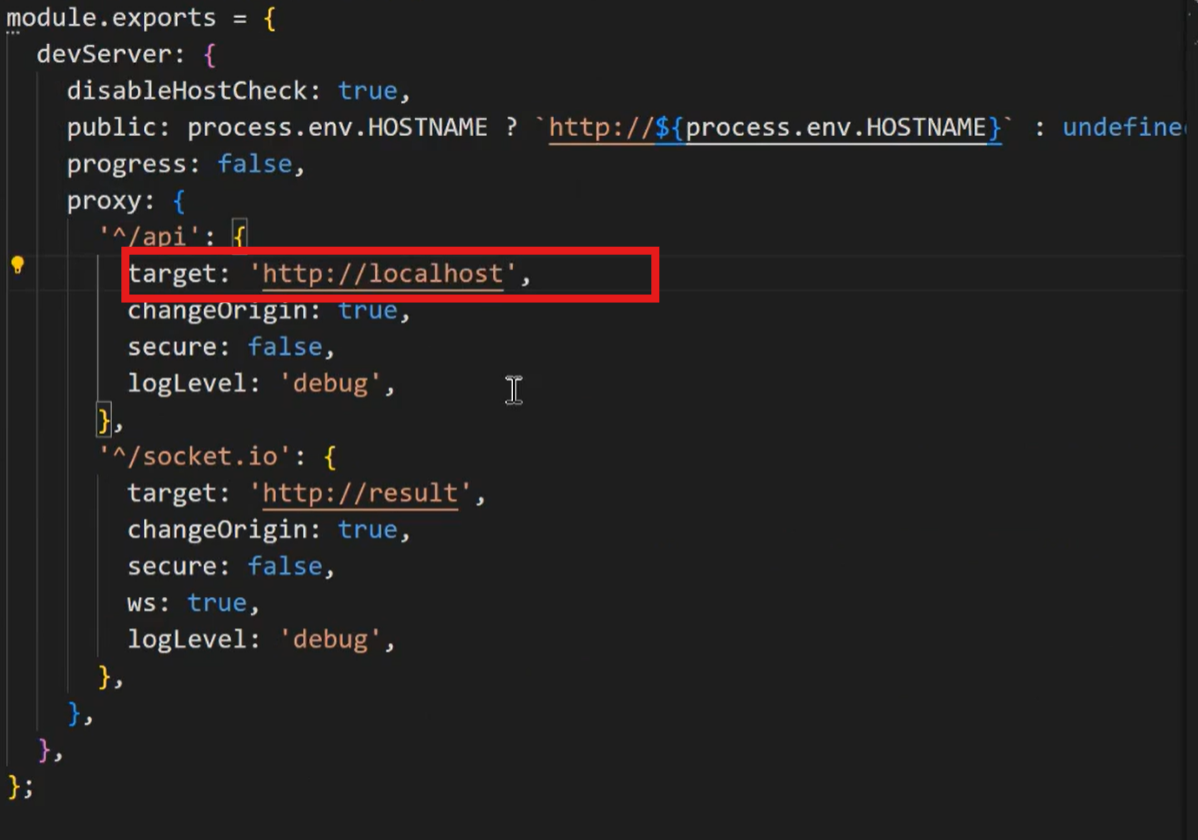 module.exports = {
devServer: {
disableHostCheck: true,
public: process.env.HOSTNAME ? `http://${process.env.HOSTNAME}` : undefined
progress: false,
proxy: {
'^/api': {
target: 'http://localhost',
changeOrigin: true,
secure: false,
logLevel: 'debug',
},
'^/socket.io': {
target: 'http://result',
changeOrigin: true,
secure: false,
ws: true,
logLevel: 'debug',
},
},
},
};